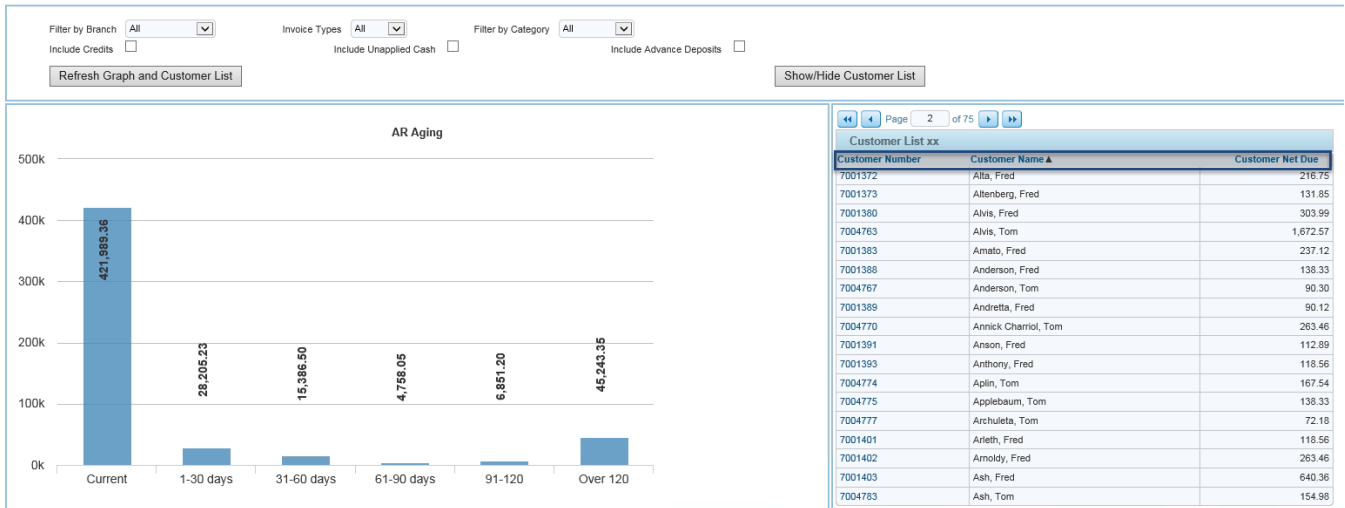 Filter by Branch All Invoice Types All Filter by Category All
Include Credits Include Unapplied Cash Include Advance Deposits
Refresh Graph and Customer List Show/Hide Customer List
AR Aging
500k
400k
300k
200k
100k
0k
421,989.36
28,205.23
15,386.50
4,758.05
6,851.20
45,243.35
Current 1-30 days 31-60 days 61-90 days 91-120 Over 120
Page 2 of 75
Customer List xx
Customer Number Customer Name▲ Customer Net Due
7001372 Alta, Fred 216.75
7001373 Altenberg, Fred 131.85
7001380 Alvis, Fred 303.99
7004763 Alvis, Tom 1,672.57
7001383 Amato, Fred 237.12
7001388 Anderson, Fred 138.33
7004767 Anderson, Tom 90.30
7001389 Andretta, Fred 90.12
7004770 Annick Charriol, Tom 263.46
7001391 Anson, Fred 112.89
7001393 Anthony, Fred 118.56
7004774 Aplin, Tom 167.54
7004775 Applebaum, Tom 138.33
7004777 Archuleta, Tom 72.18
7001401 Arleth, Fred 118.56
7001402 Arnoldy, Fred 263.46
7001403 Ash, Fred 640.36
7004783 Ash, Tom 154.98